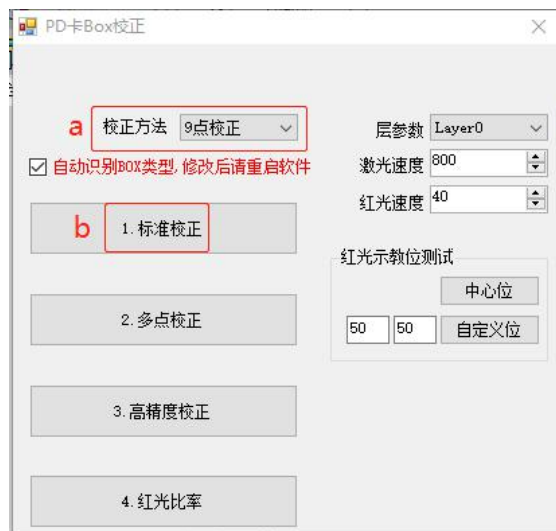 PD卡Box校正
a 校正方法 9点校正
自动识别BOX类型,修改后请重启软件
b 1.标准校正
2.多点校正
3.高精度校正
4.红光比率
层参数 Layer0
激光速度 800
红光速度 40
红光示教位测试
中心位
50 50 自定义位